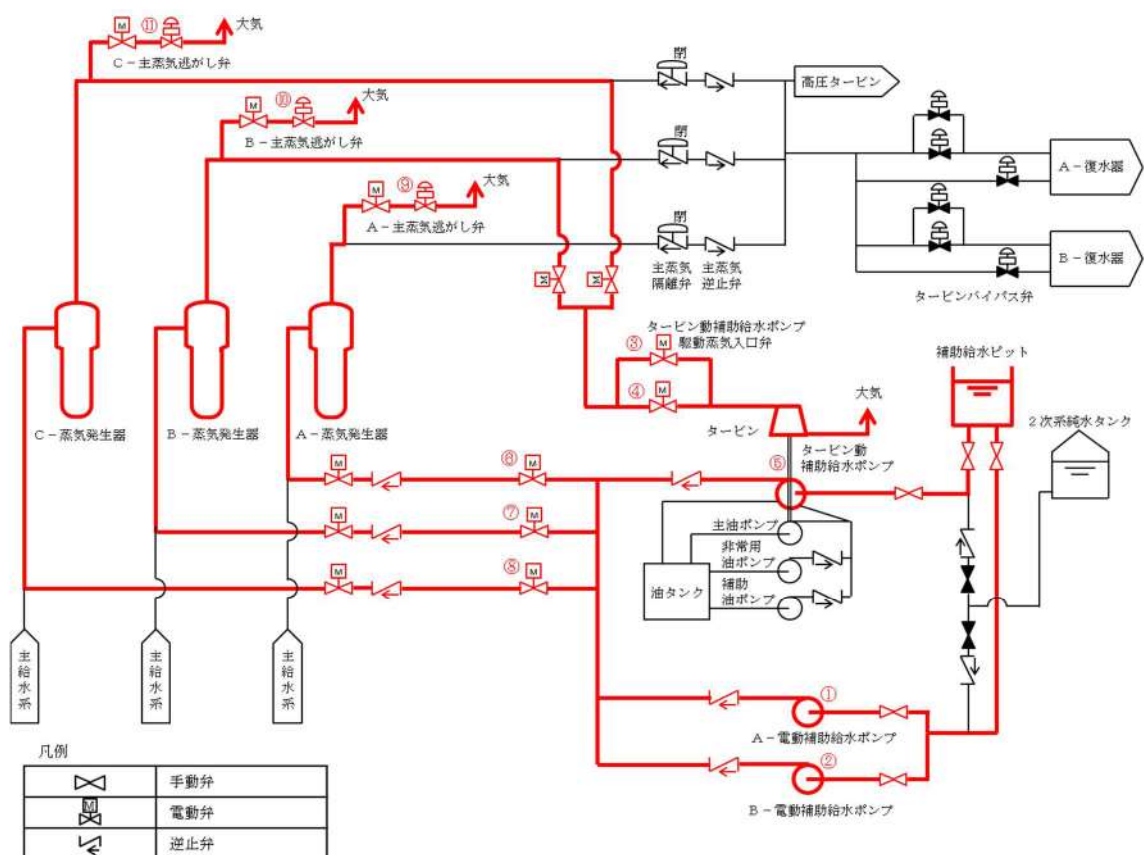 M ⑪ 大気
C-主蒸気逃がし弁
M ⑩ 大気
B-主蒸気逃がし弁
M ⑨ 大気
A-主蒸気逃がし弁
閉
閉
閉
高圧タービン
主蒸気
隔離弁
主蒸気
逆止弁
A-復水器
B-復水器
タービンバイパス弁
M
M
タービン動補助給水ポンプ
駆動蒸気入口弁
③ M
④ M
補助給水ピット
大気
タービン
2次系純水タンク
C-蒸気発生器
B-蒸気発生器
A-蒸気発生器
⑤
タービン動
補助給水ポンプ
M ⑥ M
M ⑦ M
M ⑧ M
主油ポンプ
非常用
油ポンプ
補助
油ポンプ
油タンク
主給水系
主給水系
主給水系
①
A-電動補助給水ポンプ
②
B-電動補助給水ポンプ
凡例
手動弁
M 電動弁
逆止弁